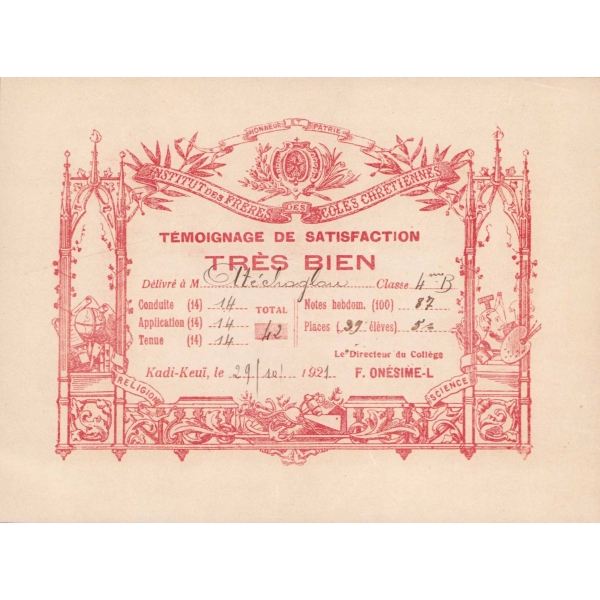 HONNEUR ET PATRIE
INSTITUT DES FRÈRES DES ECOLES CHRÉTIENNES
TÉMOIGNAGE DE SATISFACTION
TRÈS BIEN
Délivré à M. Classe 4me B
Conduite (14) 14 Notes hebdom. (100) 87
TOTAL
Application (14) 14 42 Places (39 élèves)
Tenue (14) 14
Le Directeur du Collège
Kadi-Keuï, le 29 1921 F. ONÉSIME-L
RELIGION
SCIENCE